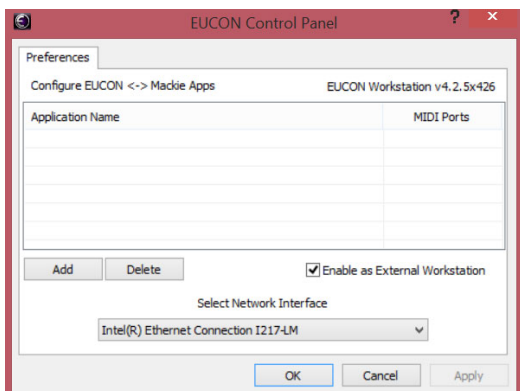 EUCON Control Panel
Preferences
Configure EUCON <-> Mackie Apps EUCON Workstation v4.2.5x426
Application Name MIDI Ports
Add Delete Enable as External Workstation
Select Network Interface
Intel(R) Ethernet Connection I217-LM
OK Cancel Apply